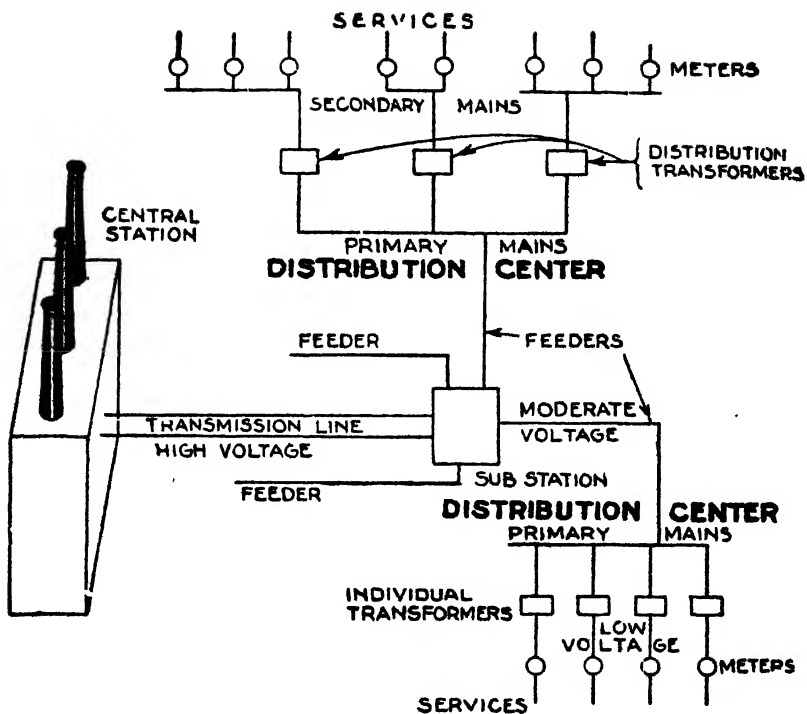 SERVICES
METERS
SECONDARY MAINS
DISTRIBUTION
TRANSFORMERS
CENTRAL
STATION
PRIMARY MAINS
DISTRIBUTION CENTER
FEEDER
FEEDERS
MODERATE
VOLTAGE
TRANSMISSION LINE
HIGH VOLTAGE
SUB STATION
FEEDER
DISTRIBUTION CENTER
PRIMARY MAINS
INDIVIDUAL
TRANSFORMERS
LOW
VOLTAGE
METERS
SERVICES